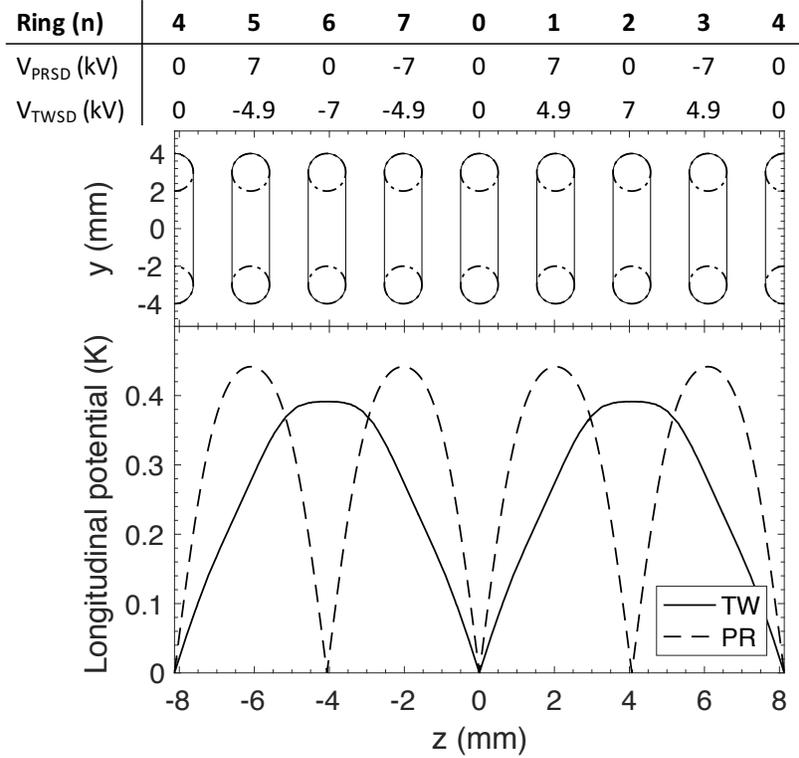 Ring (n) 4 5 6 7 0 1 2 3 4
VPRSD (kV) 0 7 0 -7 0 7 0 -7 0
VTWSD (kV) 0 -4.9 -7 -4.9 0 4.9 7 4.9 0
4
2
0
-2
-4
y (mm)
0.4
0.3
0.2
0.1
0
Longitudinal potential (K)
TW
PR
-8 -6 -4 -2 0 2 4 6 8
z (mm)